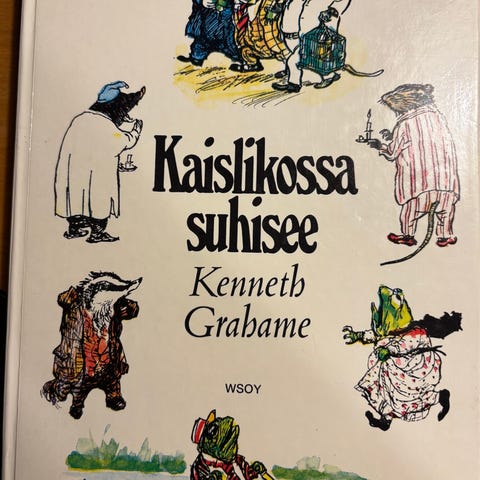 Kaislikossa
suhisee
Kenneth
Grahame
WSOY